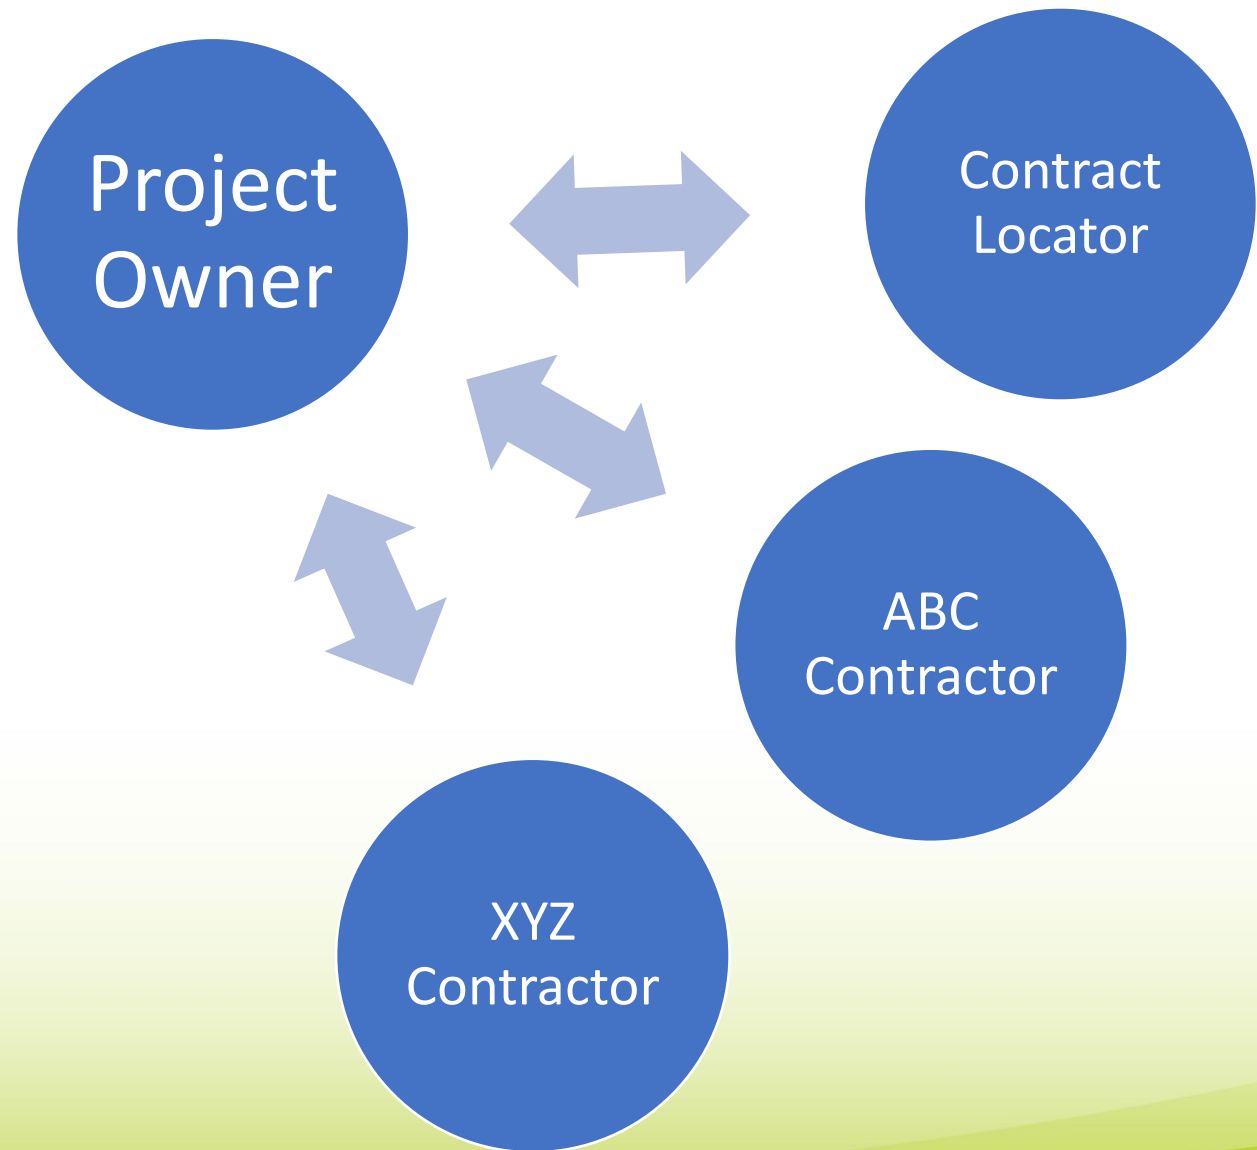 Project
Owner
Contract
Locator
ABC
Contractor
XYZ
Contractor